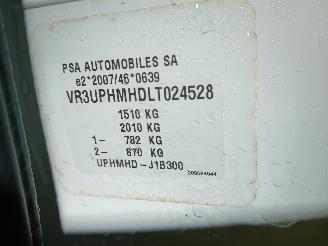 PSA AUTOMOBILES SA
e2*2007/46*0639
VR3UPHMHDLT024528
1510 KG
2010 KG
1- 782 KG
2- 870 KG
UPHMHD-J1B300